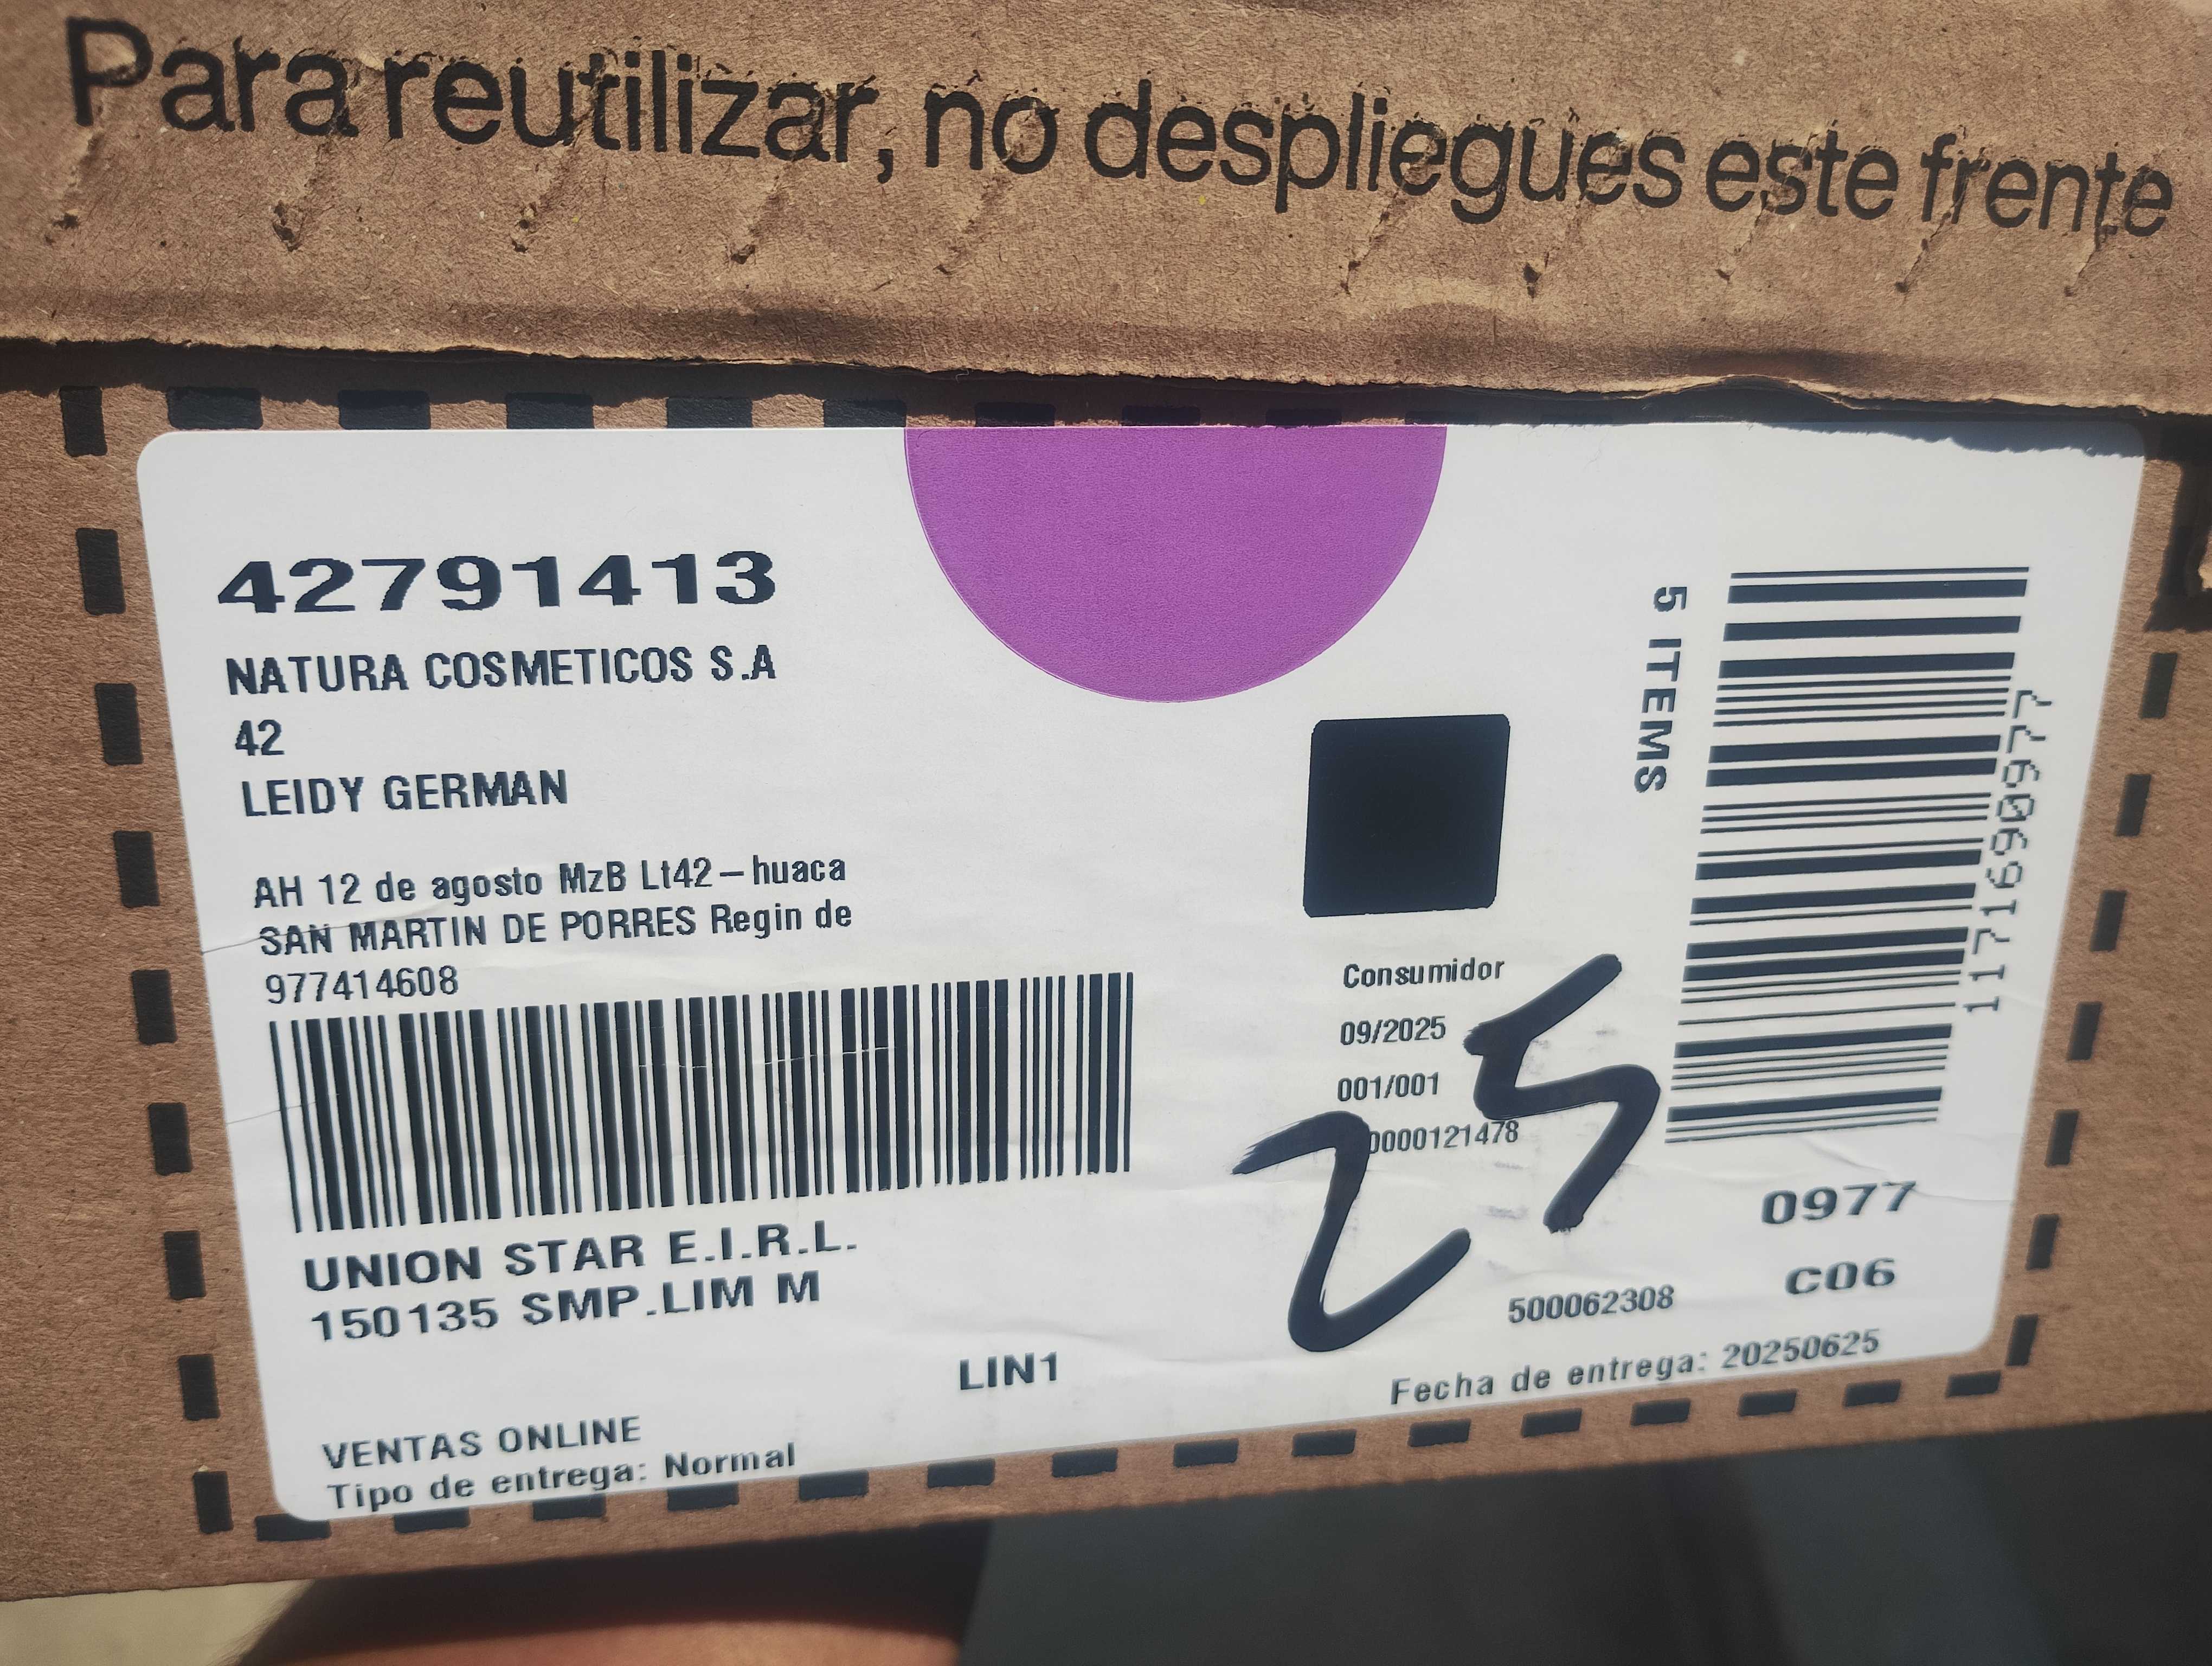 Para reutilizar, no despliegues este frente
42791413
NATURA COSMETICOS S.A
42
LEIDY GERMAN
AH 12 de agosto MzB Lt42-huaca
SAN MARTIN DE PORRES Regin de
977414608
UNION STAR E.I.R.L.
150135 SMP.LIM M
LIN1
VENTAS ONLINE
Tipo de entrega: Normal
5 ITEMS
1171690977
Consumidor
09/2025
001/001
0000121478
25
0977
C06
500062308
Fecha de entrega: 20250625